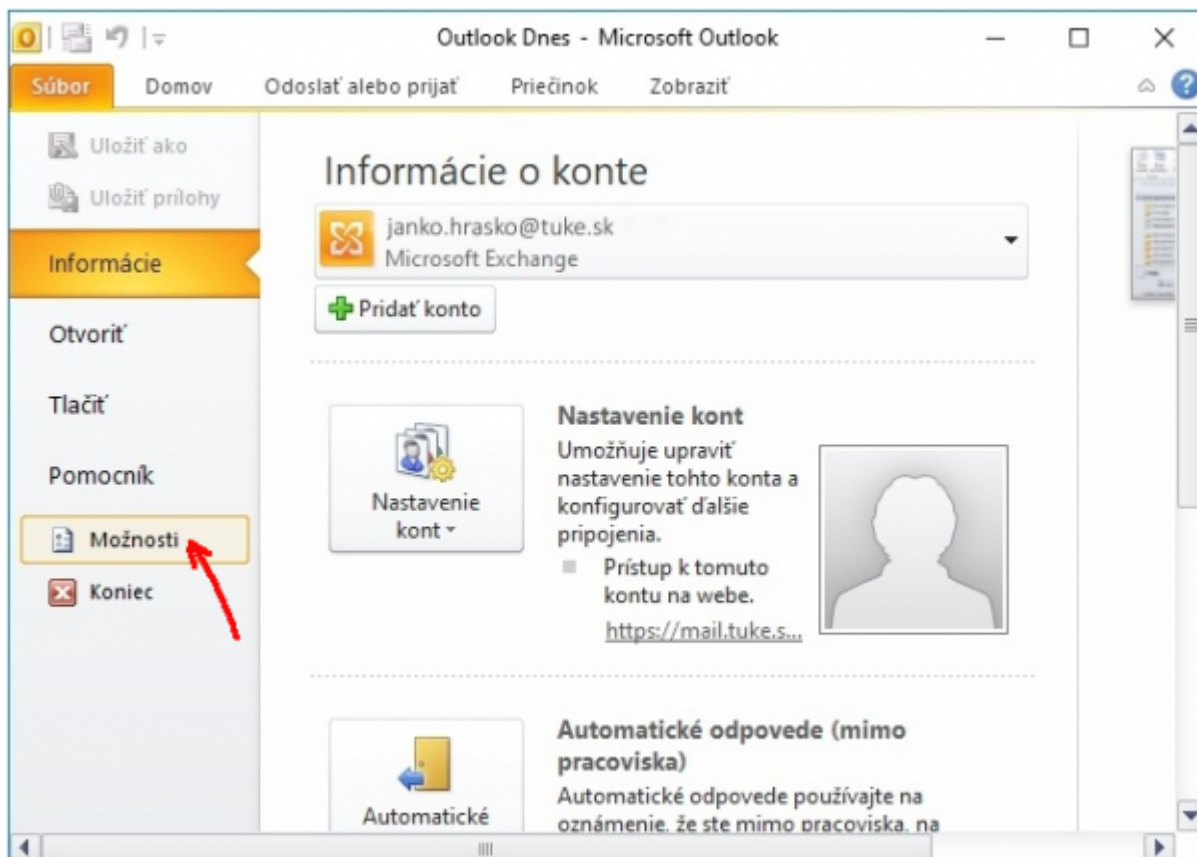 Outlook Dnes - Microsoft Outlook
Súbor Domov Odoslať alebo prijať Priečinok Zobraziť
Uložiť ako
Uložiť prílohy
Informácie
Otvoriť
Tlačiť
Pomocník
Možnosti
Koniec
Informácie o konte
janko.hrasko@tuke.sk
Microsoft Exchange
Pridať konto
Nastavenie
kont
Nastavenie kont
Umožňuje upraviť
nastavenie tohto konta a
konfigurovať ďalšie
pripojenia.
Prístup k tomuto
kontu na webe.
https://mail.tuke.s...
Automatické
Automatické odpovede (mimo
pracoviska)
Automatické odpovede používajte na
oznámenie, že ste mimo pracoviska, na